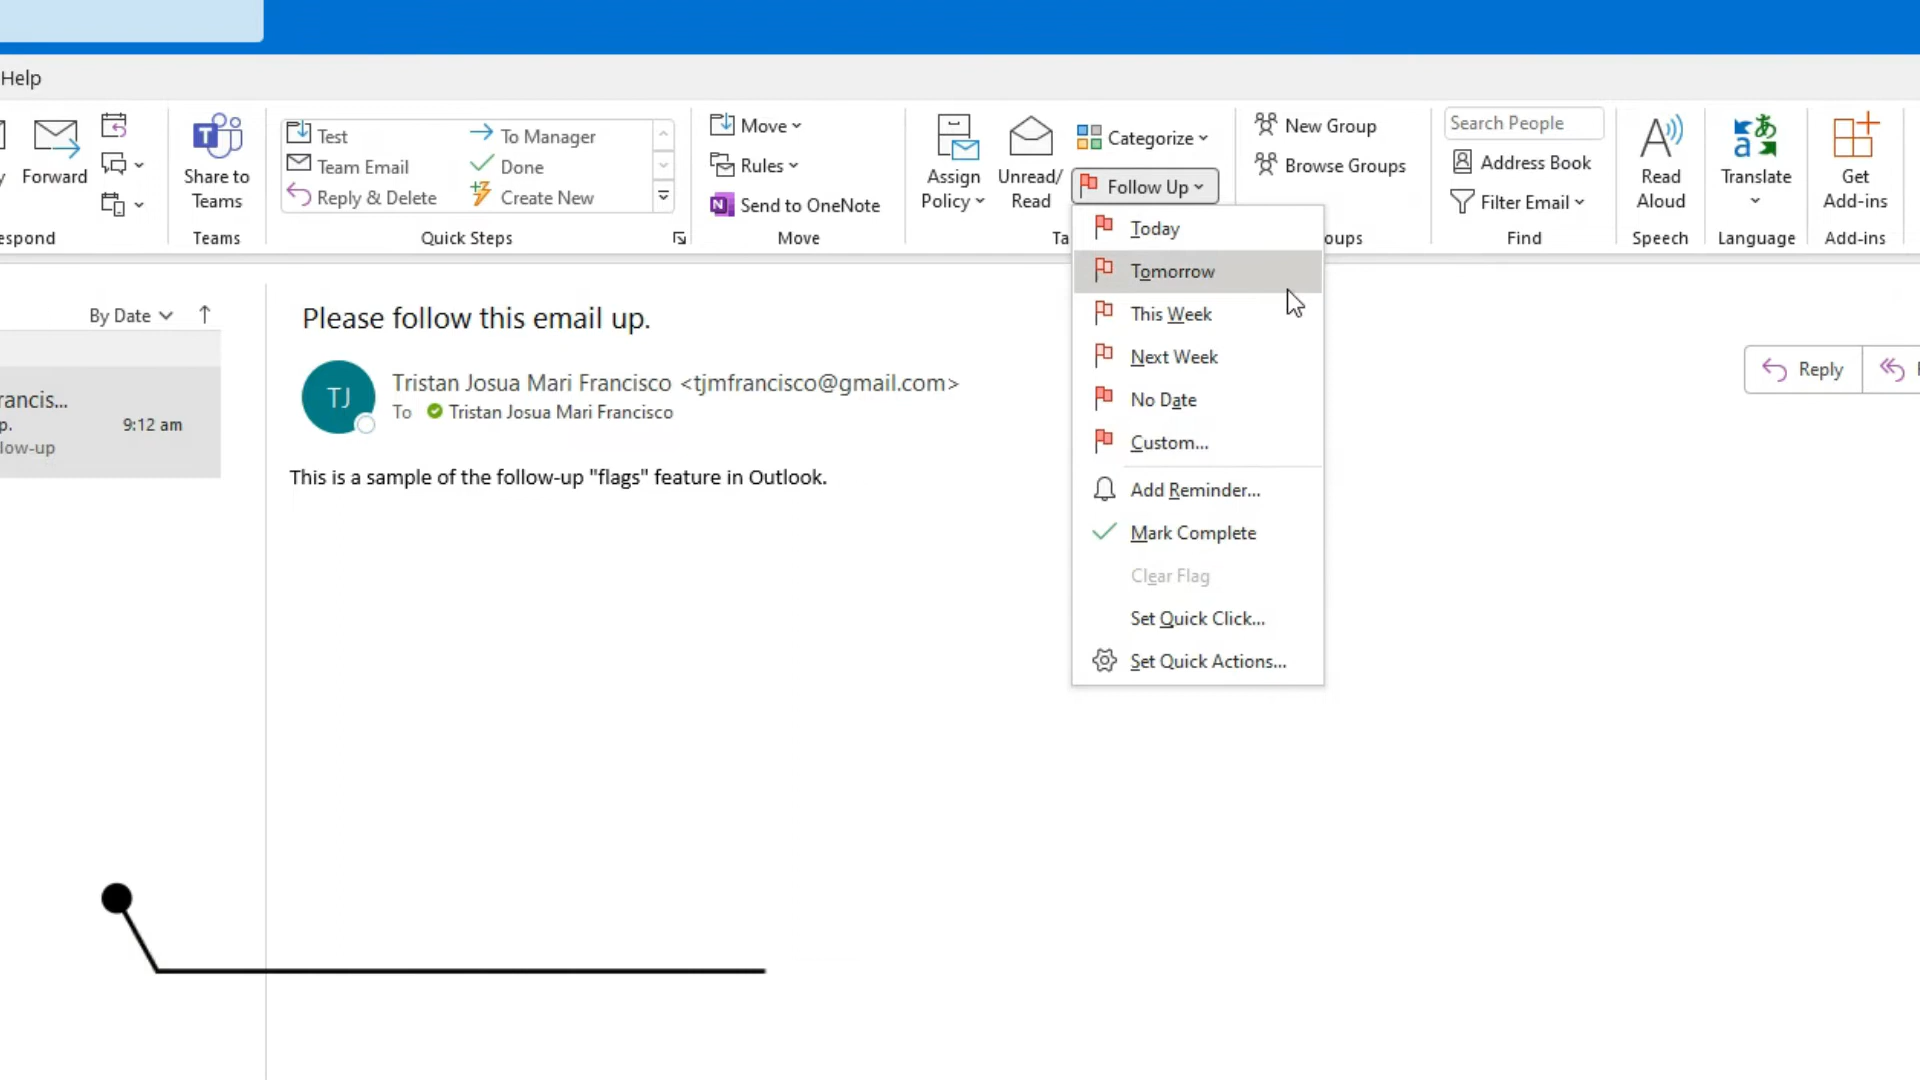 Help
Forward
Share to
Teams
Teams
Test
To Manager
Team Email
Done
Reply & Delete
Create New
Quick Steps
Move
Rules
Send to OneNote
Move
Assign
Policy
Unread/
Read
Categorize
Follow Up
New Group
Browse Groups
Search People
Address Book
Filter Email
Find
Read
Aloud
Speech
Translate
Language
Get
Add-ins
Add-ins
Today
Tomorrow
This Week
Next Week
No Date
Custom...
Add Reminder...
Mark Complete
Clear Flag
Set Quick Click...
Set Quick Actions...
By Date
rancis...
p.
9:12 am
low-up
Please follow this email up.
TJ
Tristan Josua Mari Francisco <tjmfrancisco@gmail.com>
To Tristan Josua Mari Francisco
Reply
This is a sample of the follow-up "flags" feature in Outlook.